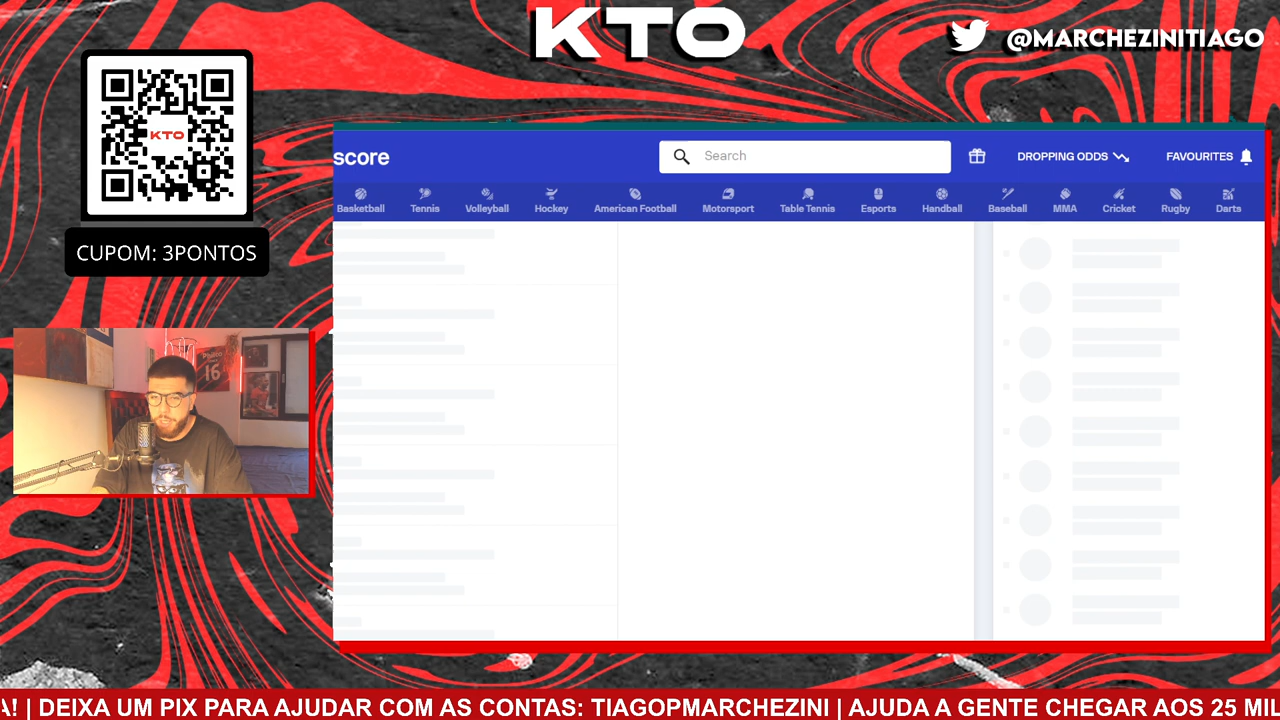 KTO
@MARCHEZINITIAGO
KTO
CUPOM: 3PONTOS
score
Search
DROPPING ODDS
FAVOURITES
Basketball Tennis Volleyball Hockey American Football Motorsport Table Tennis Esports Handball Baseball MMA Cricket Rugby Darts
16
A! | DEIXA UM PIX PARA AJUDAR COM AS CONTAS: TIAGOPMARCHEZINI | AJUDA A GENTE CHEGAR AOS 25 MIL